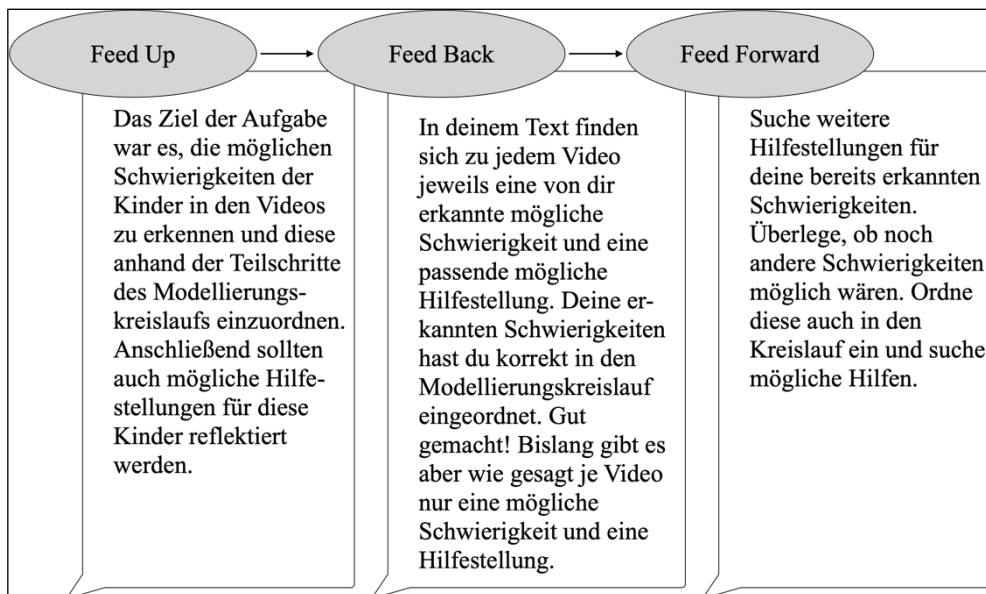 Feed Up
Das Ziel der Aufgabe
war es, die möglichen
Schwierigkeiten der
Kinder in den Videos
zu erkennen und diese
anhand der Teilschritte
des Modellierungs-
kreislaufs einzuordnen.
Anschließend sollten
auch mögliche Hilfe-
stellungen für diese
Kinder reflektiert
werden.
Feed Back
In deinem Text finden
sich zu jedem Video
jeweils eine von dir
erkannte mögliche
Schwierigkeit und eine
passende mögliche
Hilfestellung. Deine er-
kannten Schwierigkeiten
hast du korrekt in den
Modellierungskreislauf
eingeordnet. Gut
gemacht! Bislang gibt es
aber wie gesagt je Video
nur eine mögliche
Schwierigkeit und eine
Hilfestellung.
Feed Forward
Suche weitere
Hilfestellungen für
deine bereits erkannten
Schwierigkeiten.
Überlege, ob noch
andere Schwierigkeiten
möglich wären. Ordne
diese auch in den
Kreislauf ein und suche
mögliche Hilfen.